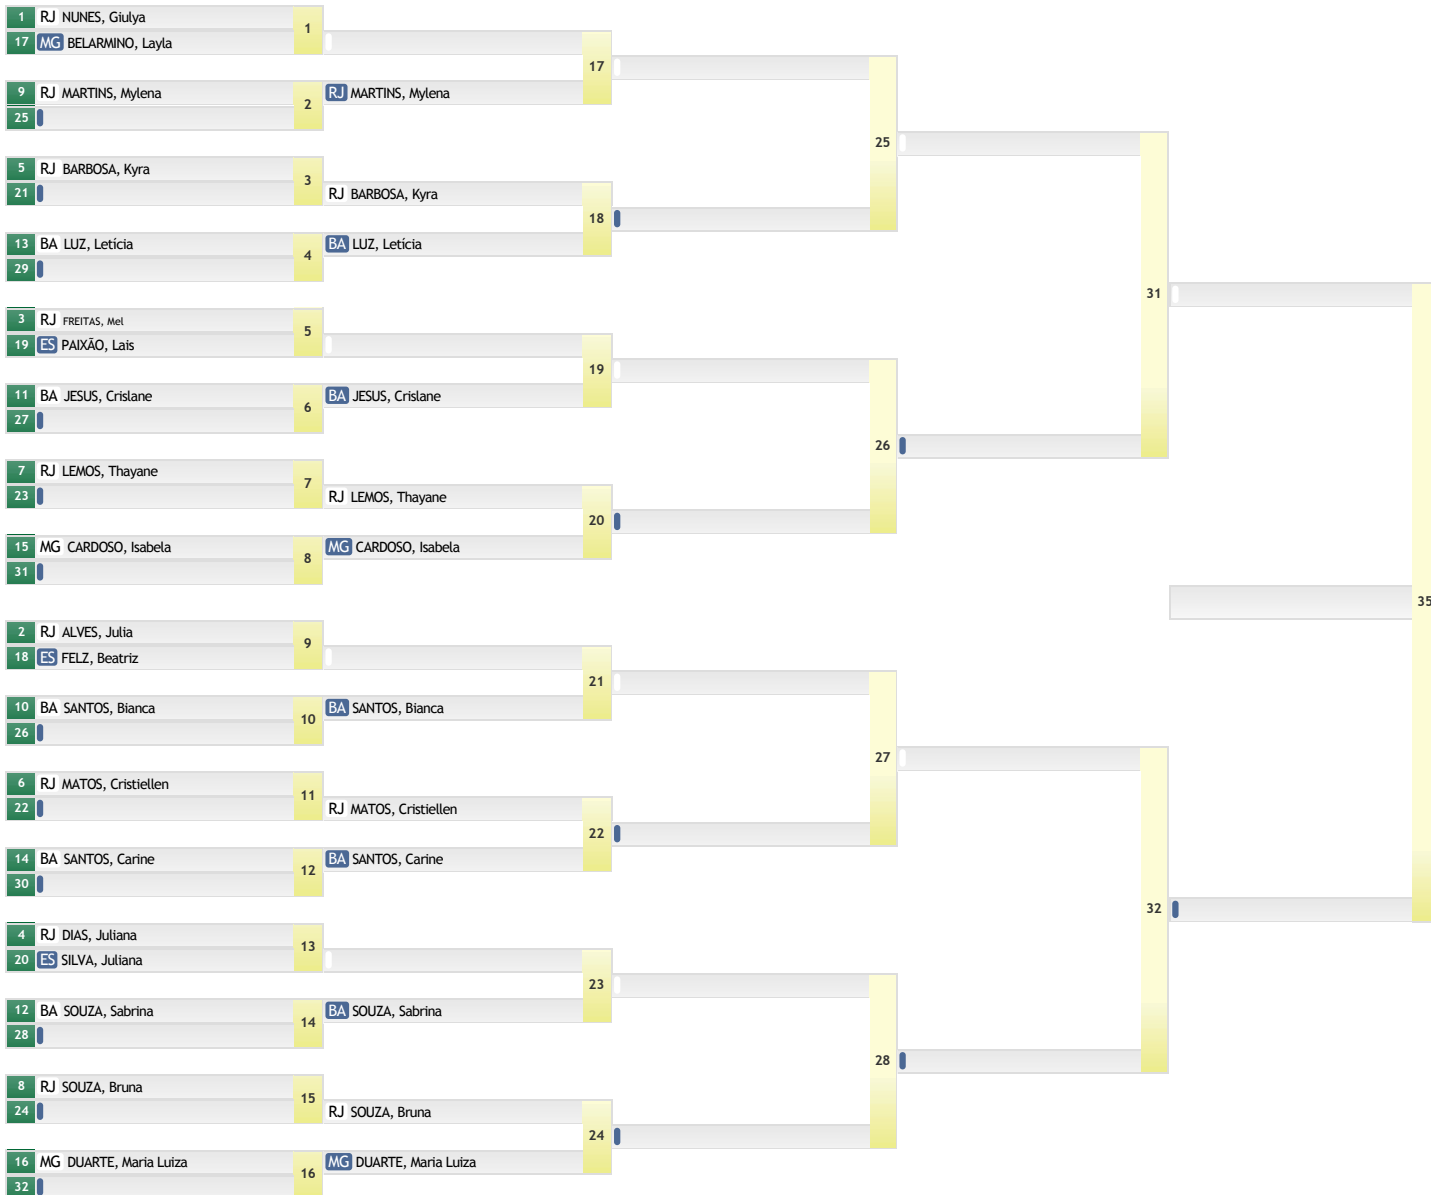 1 RJ NUNES, Giulya
1
17 MG BELARMINO, Layla
17
9 RJ MARTINS, Mylena
RJ MARTINS, Mylena
2
25
25
5 RJ BARBOSA, Kyra
3
21
RJ BARBOSA, Kyra
18
13 BA LUZ, Letícia
BA LUZ, Letícia
4
29
31
3 RJ FREITAS, Mel
5
19 ES PAIXÃO, Lais
19
11 BA JESUS, Crislane
BA JESUS, Crislane
6
27
26
7 RJ LEMOS, Thayane
7
23
RJ LEMOS, Thayane
20
15 MG CARDOSO, Isabela
MG CARDOSO, Isabela
8
31
35
2 RJ ALVES, Julia
9
18 ES FELZ, Beatriz
21
10 BA SANTOS, Bianca
BA SANTOS, Bianca
10
26
27
6 RJ MATOS, Cristiellen
11
22
RJ MATOS, Cristiellen
22
14 BA SANTOS, Carine
BA SANTOS, Carine
12
30
32
4 RJ DIAS, Juliana
13
20 ES SILVA, Juliana
23
12 BA SOUZA, Sabrina
BA SOUZA, Sabrina
14
28
28
8 RJ SOUZA, Bruna
15
24
RJ SOUZA, Bruna
24
16 MG DUARTE, Maria Luiza
MG DUARTE, Maria Luiza
16
32